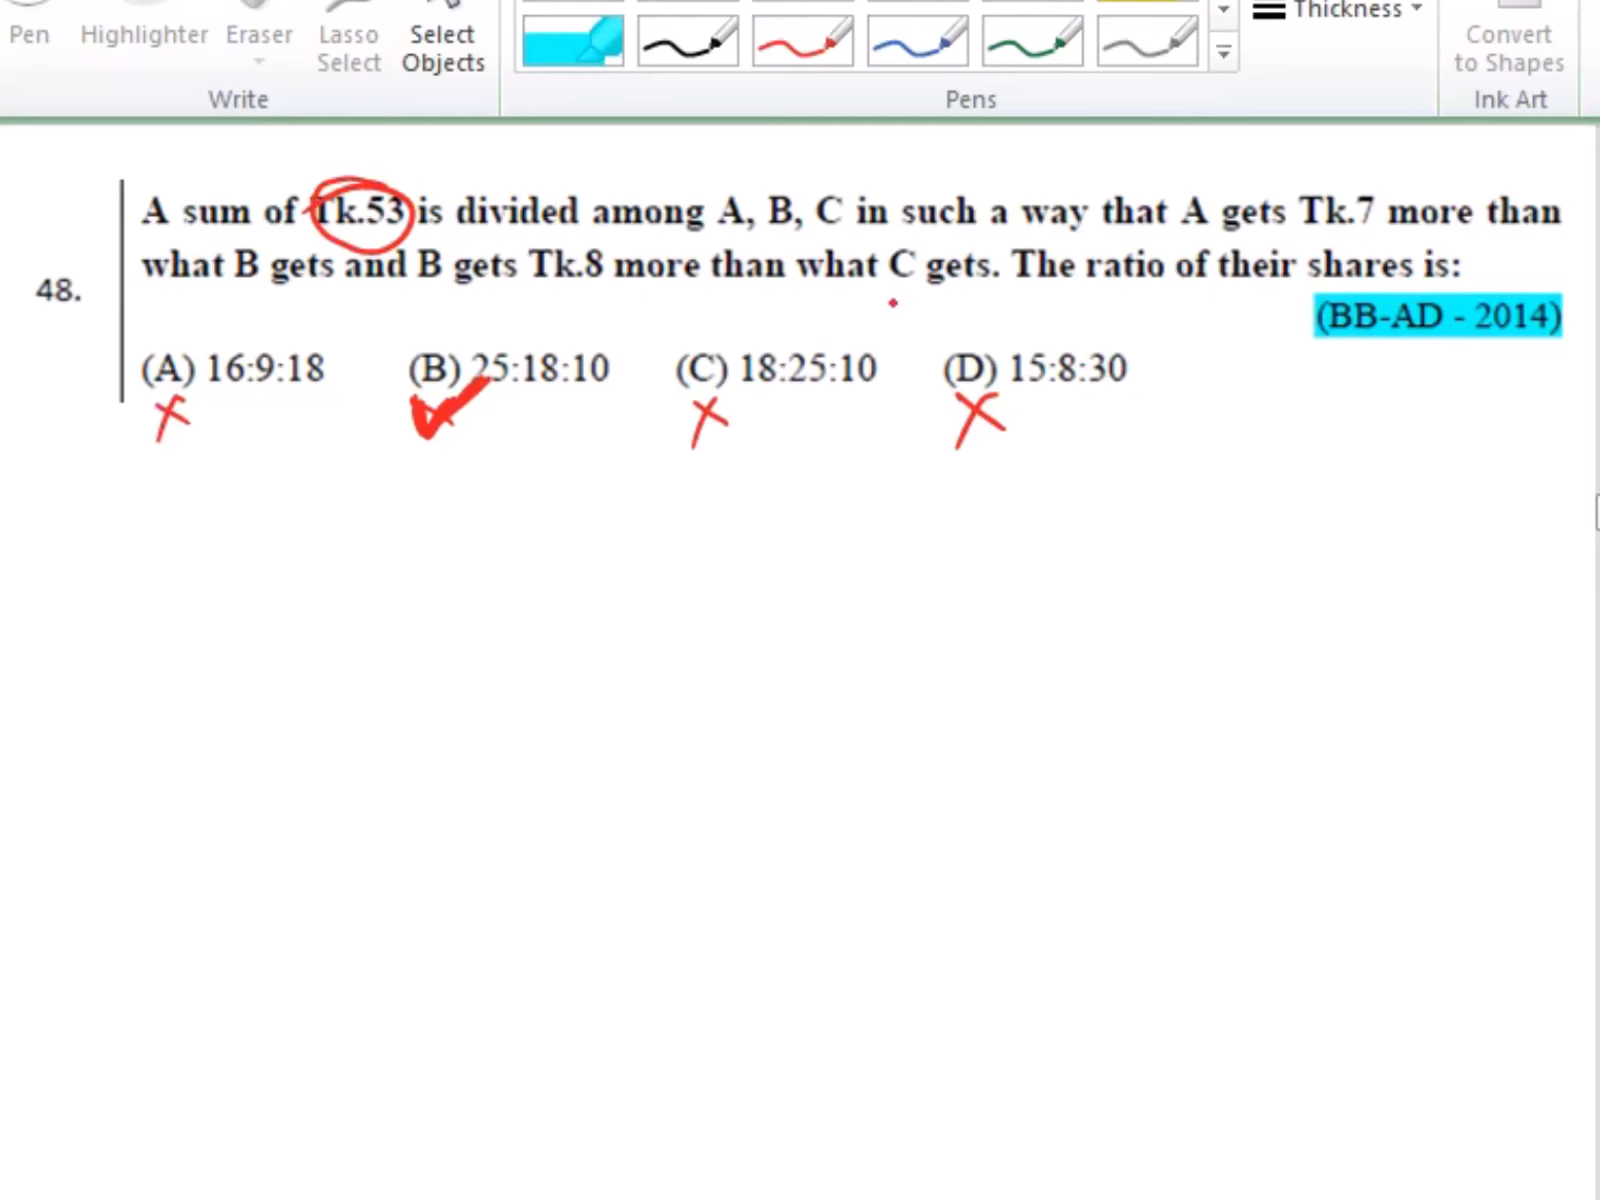 Pen
Highlighter
Eraser
Lasso
Select
Select
Objects
Write
Pens
Thickness
Convert
to Shapes
Ink Art
48.
A sum of Tk.53 is divided among A, B, C in such a way that A gets Tk.7 more than
what B gets and B gets Tk.8 more than what C gets. The ratio of their shares is:
(BB-AD - 2014)
(A) 16:9:18 (B) 25:18:10 (C) 18:25:10 (D) 15:8:30